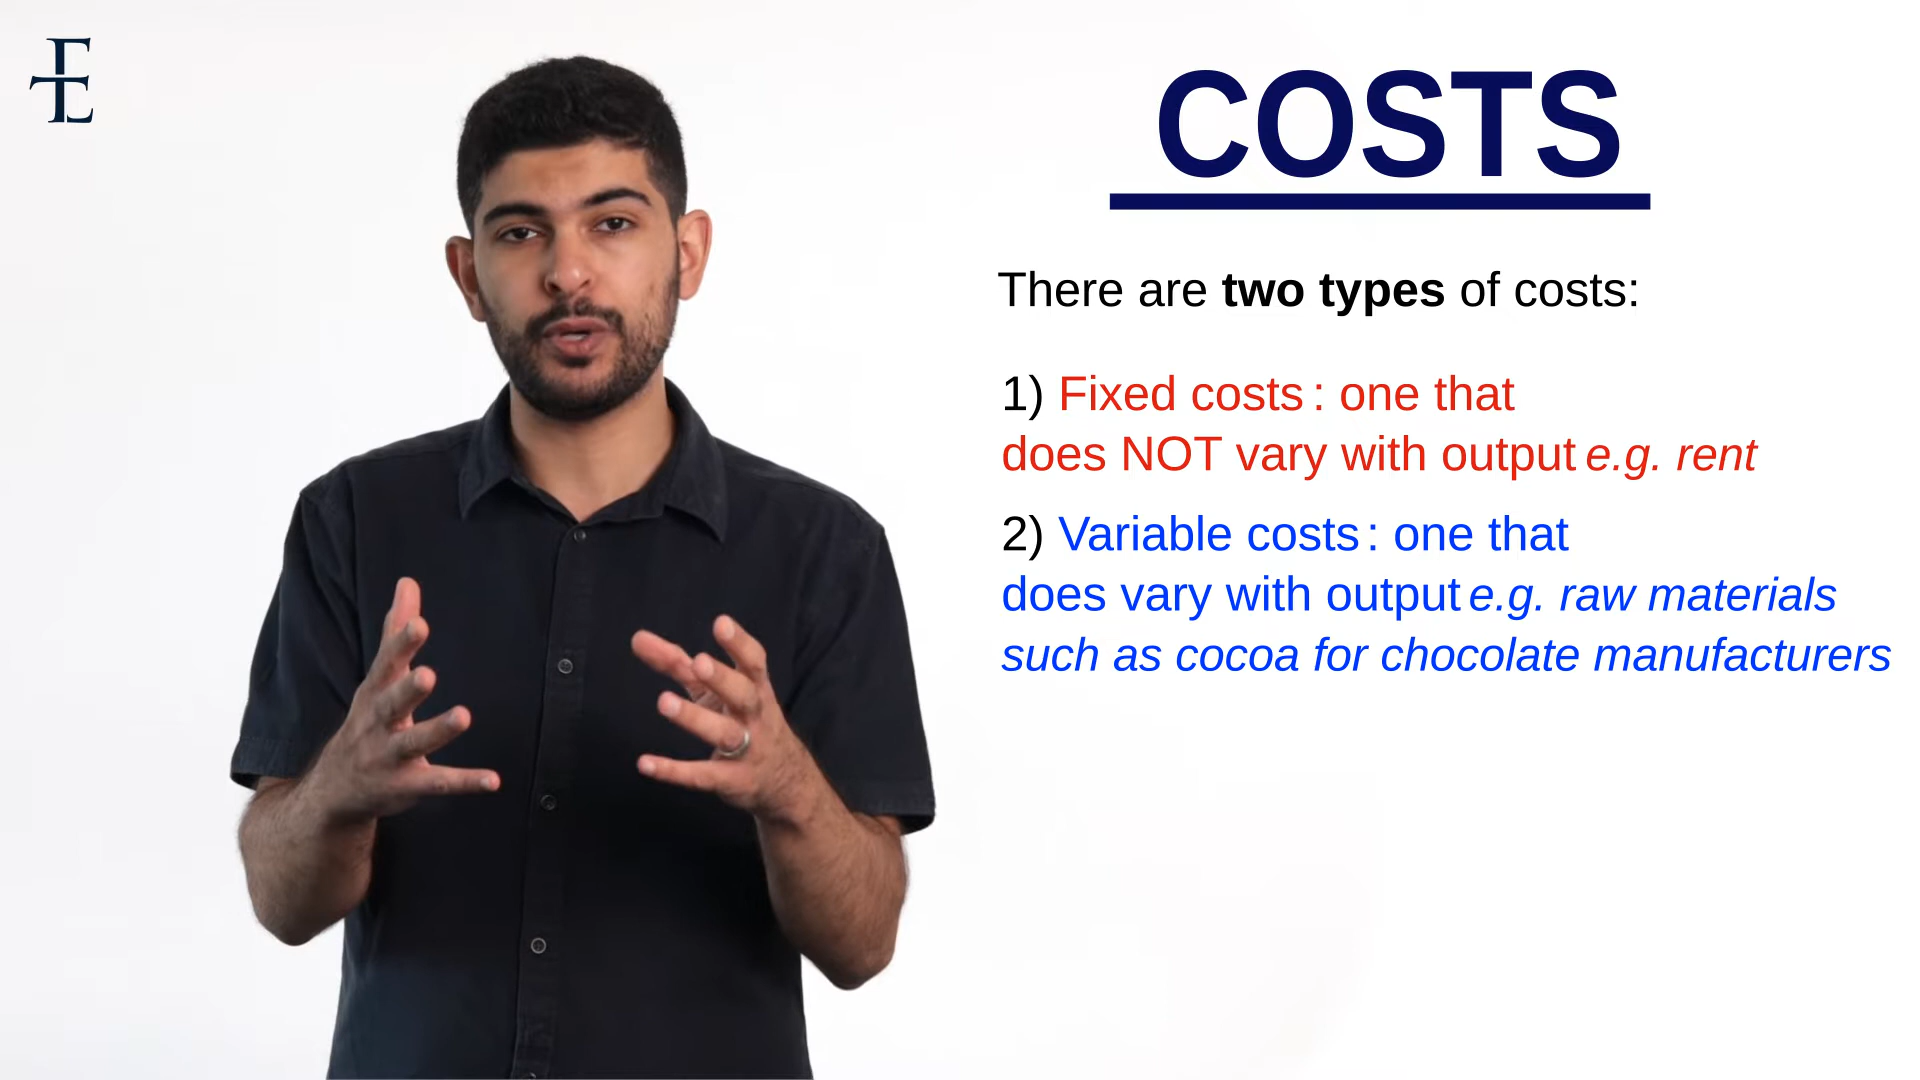 COSTS
There are two types of costs:
1) Fixed costs : one that
does NOT vary with output e.g. rent
2) Variable costs : one that
does vary with output e.g. raw materials
such as cocoa for chocolate manufacturers